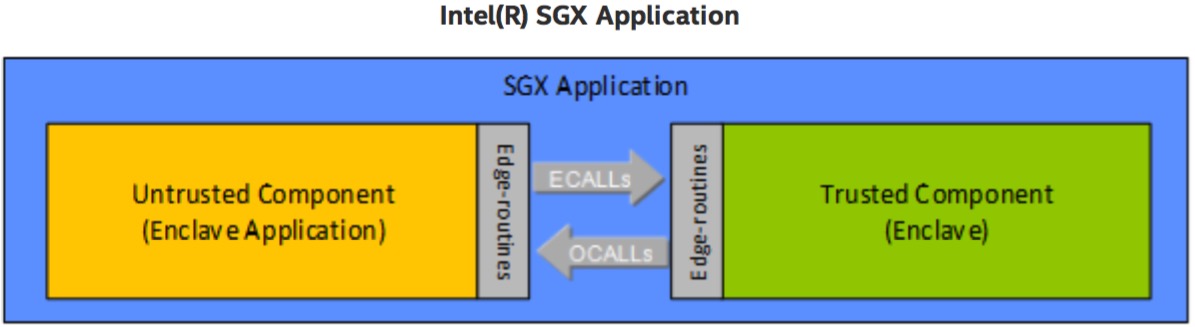 Intel(R) SGX Application
SGX Application
Untrusted Component
(Enclave Application)
Edge-routines
ECALLs
OCALLs
Edge-routines
Trusted Component
(Enclave)